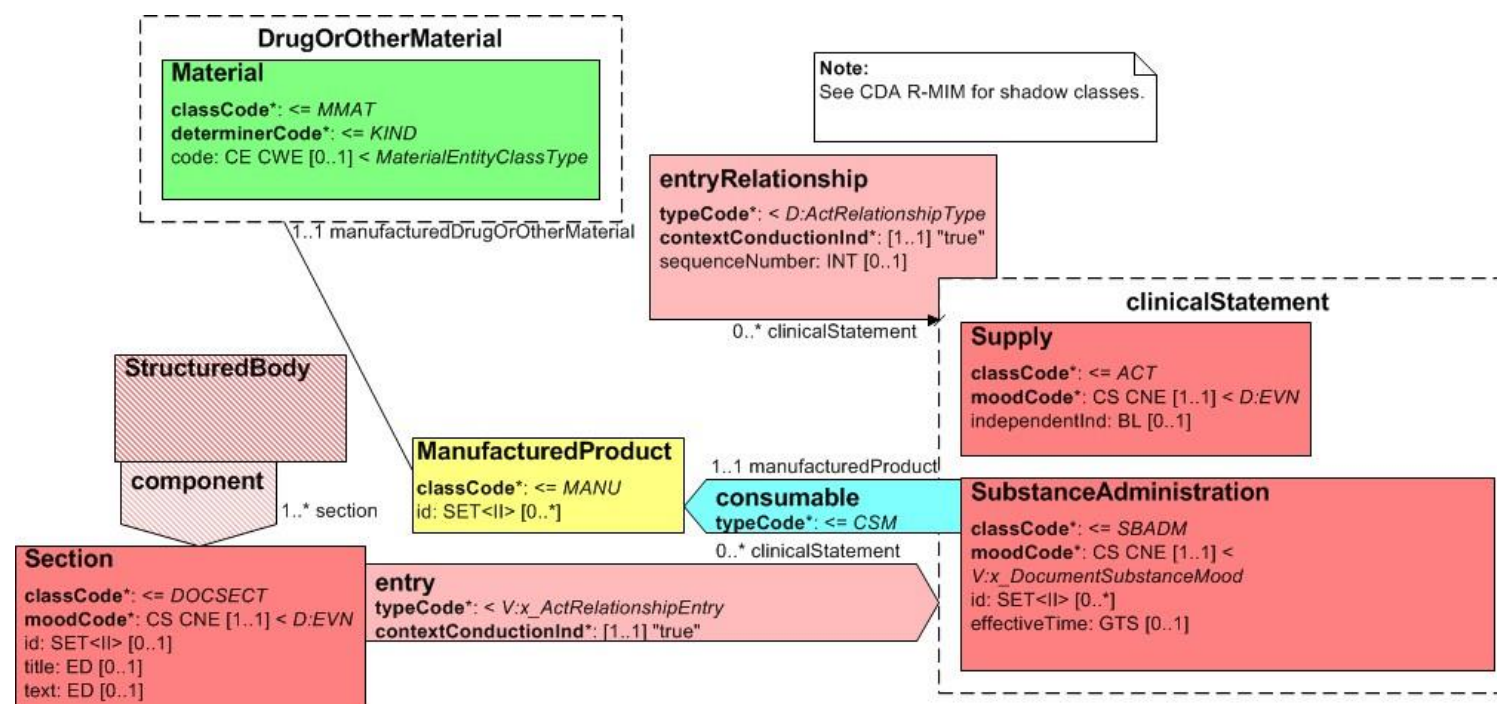 DrugOrOtherMaterial
Material
classCode*: <= MMAT
determinerCode*: <= KIND
code: CE CWE [0..1] < MaterialEntityClassType
Note:
See CDA R-MIM for shadow classes.
1..1 manufacturedDrugOrOtherMaterial
entryRelationship
typeCode*: < D:ActRelationshipType
contextConductionInd*: [1..1] "true"
sequenceNumber: INT [0..1]
0..* clinicalStatement
clinicalStatement
Supply
classCode*: <= ACT
moodCode*: CS CNE [1..1] < D:EVN
independentInd: BL [0..1]
StructuredBody
component
1..* section
ManufacturedProduct
classCode*: <= MANU
id: SET<II> [0..*]
1..1 manufacturedProduct
consumable
typeCode*: <= CSM
SubstanceAdministration
classCode*: <= SBADM
moodCode*: CS CNE [1..1] <
V:x_DocumentSubstanceMood
id: SET<II> [0..*]
effectiveTime: GTS [0..1]
0..* clinicalStatement
Section
classCode*: <= DOCSECT
moodCode*: CS CNE [1..1] < D:EVN
id: SET<II> [0..1]
title: ED [0..1]
text: ED [0..1]
entry
typeCode*: < V:x_ActRelationshipEntry
contextConductionInd*: [1..1] "true"